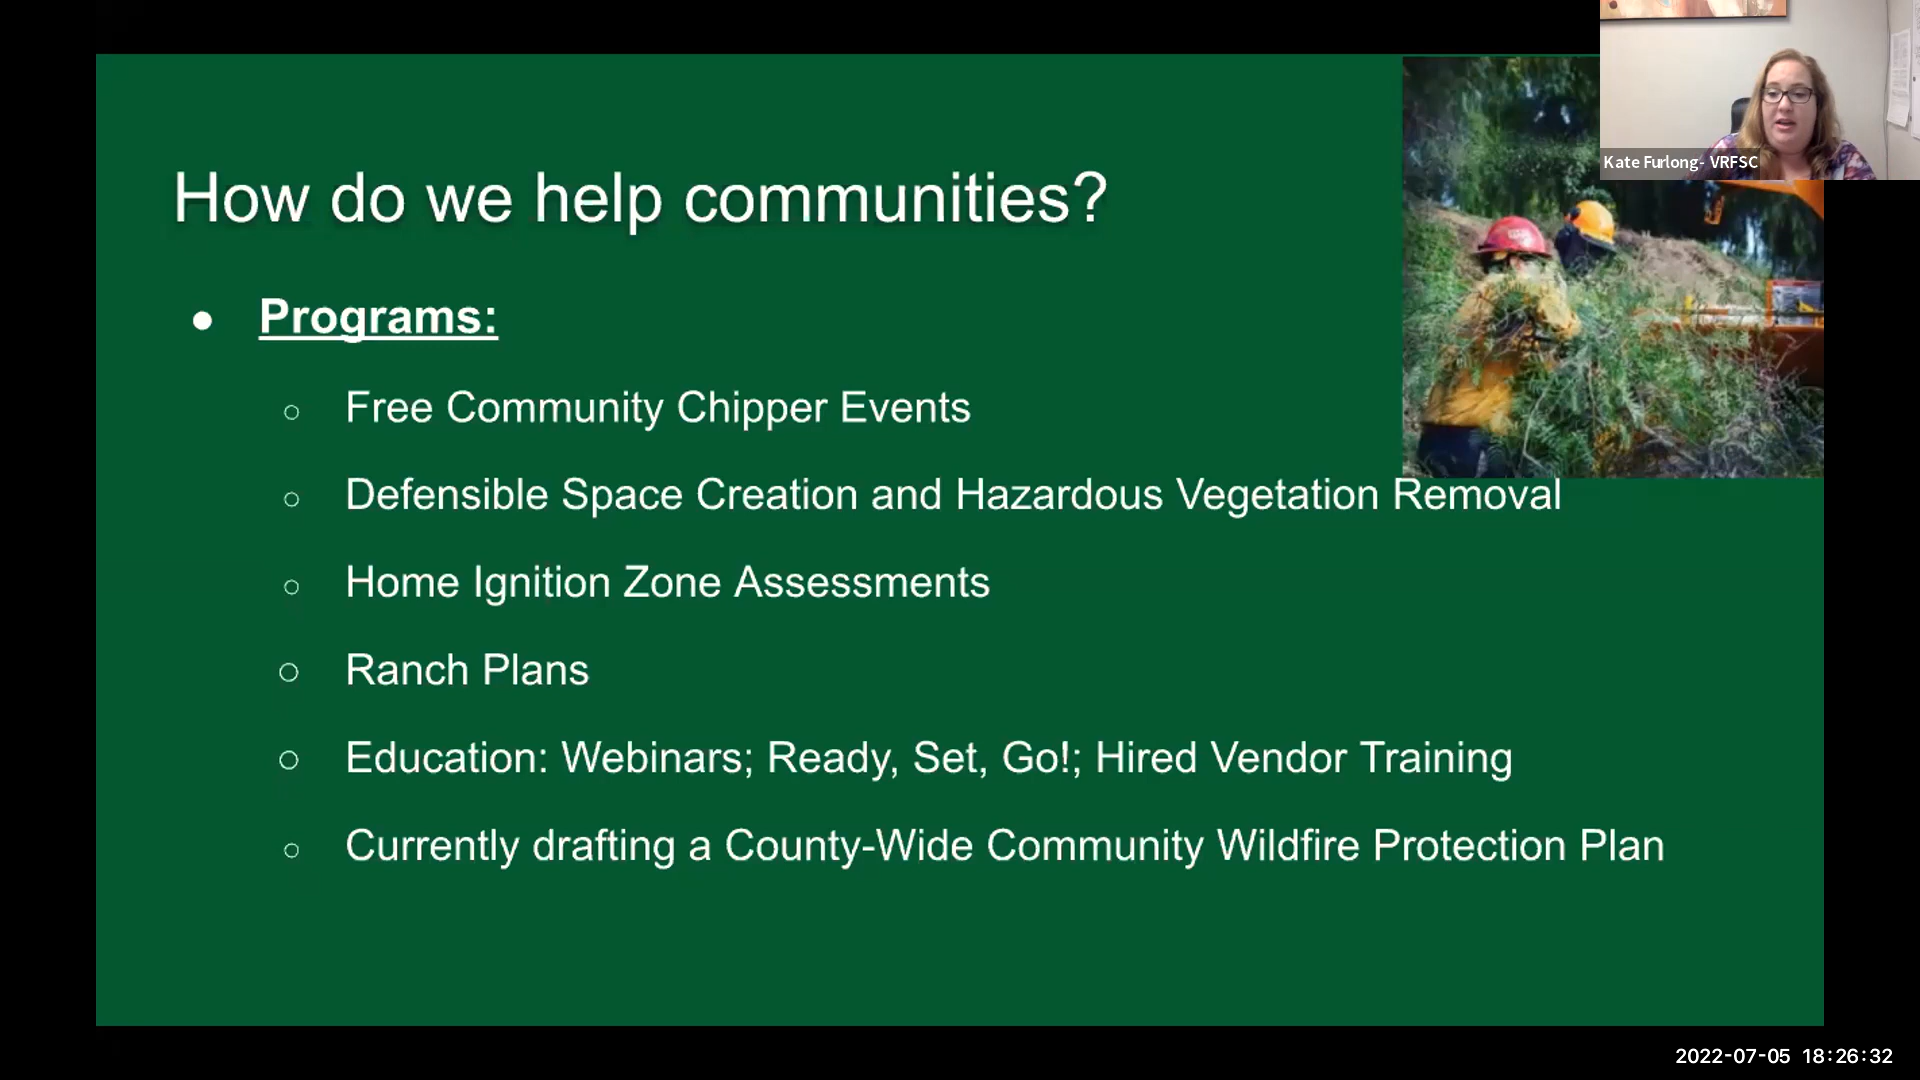 Kate Furlong- VRFSC
How do we help communities?
Programs:
Free Community Chipper Events
Defensible Space Creation and Hazardous Vegetation Removal
Home Ignition Zone Assessments
Ranch Plans
Education: Webinars; Ready, Set, Go!; Hired Vendor Training
Currently drafting a County-Wide Community Wildfire Protection Plan
2022-07-05 18:26:32